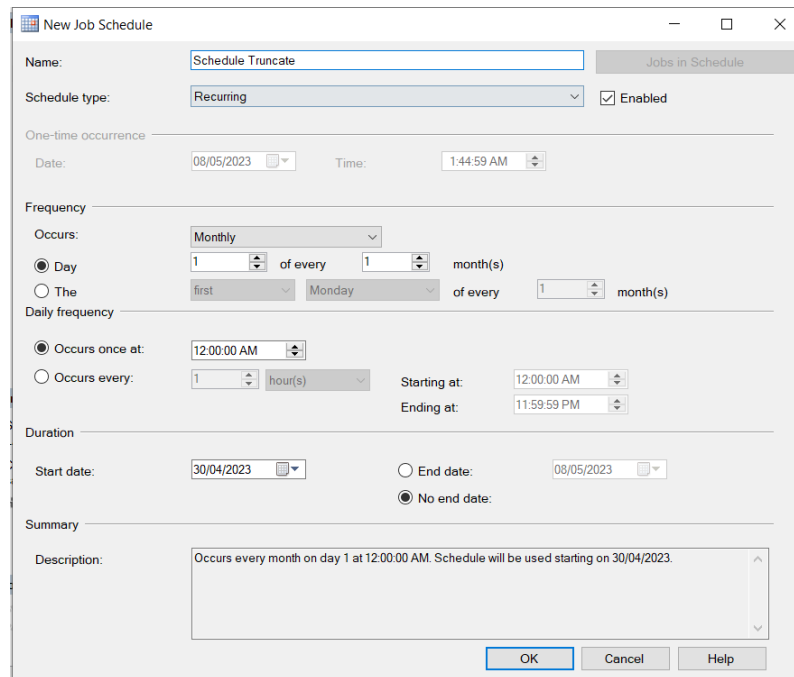 New Job Schedule
Name: Schedule Truncate Jobs in Schedule
Schedule type: Recurring Enabled
One-time occurrence
Date: 08/05/2023 Time: 1:44:59 AM
Frequency
Occurs: Monthly
Day 1 of every 1 month(s)
The first Monday of every 1 month(s)
Daily frequency
Occurs once at: 12:00:00 AM
Occurs every: 1 hour(s) Starting at: 12:00:00 AM
Ending at: 11:59:59 PM
Duration
Start date: 30/04/2023 End date: 08/05/2023
No end date:
Summary
Description: Occurs every month on day 1 at 12:00:00 AM. Schedule will be used starting on 30/04/2023.
OK Cancel Help